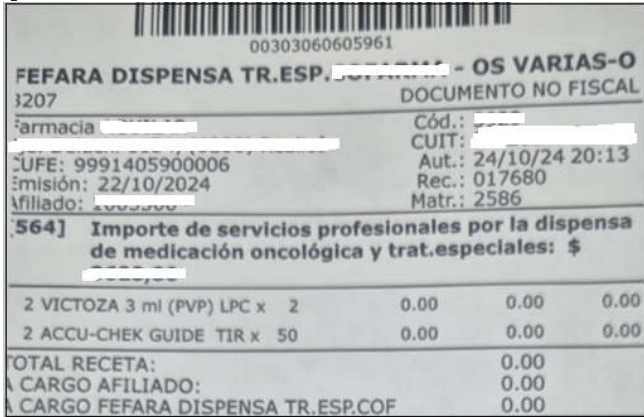 00303060605961
FEFARA DISPENSA TR.ESP. - OS VARIAS-O
3207 DOCUMENTO NO FISCAL
Farmacia Cód.:
CUIT:
CUFE: 9991405900006 Aut.: 24/10/24 20:13
Emisión: 22/10/2024 Rec.: 017680
Afiliado: Matr.: 2586
564] Importe de servicios profesionales por la dispensa
de medicación oncológica y trat.especiales: $
2 VICTOZA 3 ml (PVP) LPC x 2 0.00 0.00 0.00
2 ACCU-CHEK GUIDE TIR x 50 0.00 0.00 0.00
TOTAL RECETA: 0.00
A CARGO AFILIADO: 0.00
A CARGO FEFARA DISPENSA TR.ESP.COF 0.00